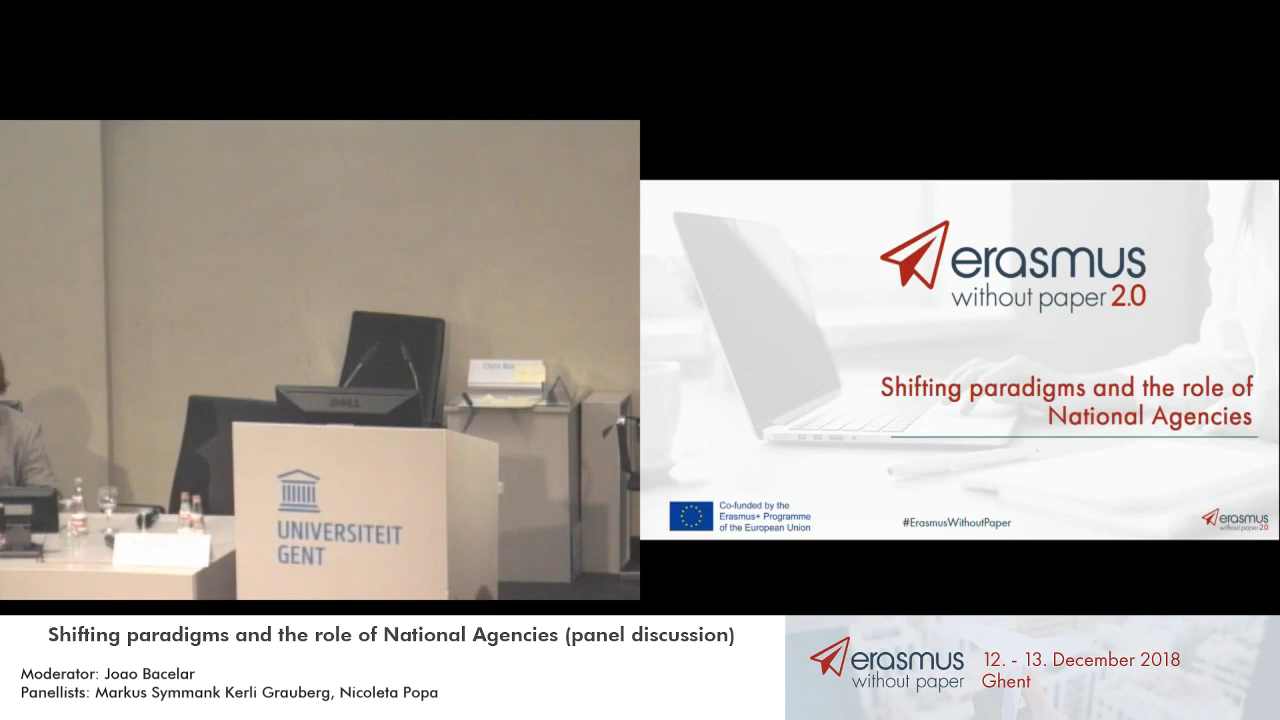 DELL
UNIVERSITEIT
GENT
erasmus
without paper 2.0
Shifting paradigms and the role of
National Agencies
Co-funded by the
Erasmus+ Programme
of the European Union
#ErasmusWithoutPaper
erasmus
without paper 2.0
Shifting paradigms and the role of National Agencies (panel discussion)
Moderator: Joao Bacelar
Panellists: Markus Symmank Kerli Grauberg, Nicoleta Popa
erasmus
without paper
12. - 13. December 2018
Ghent